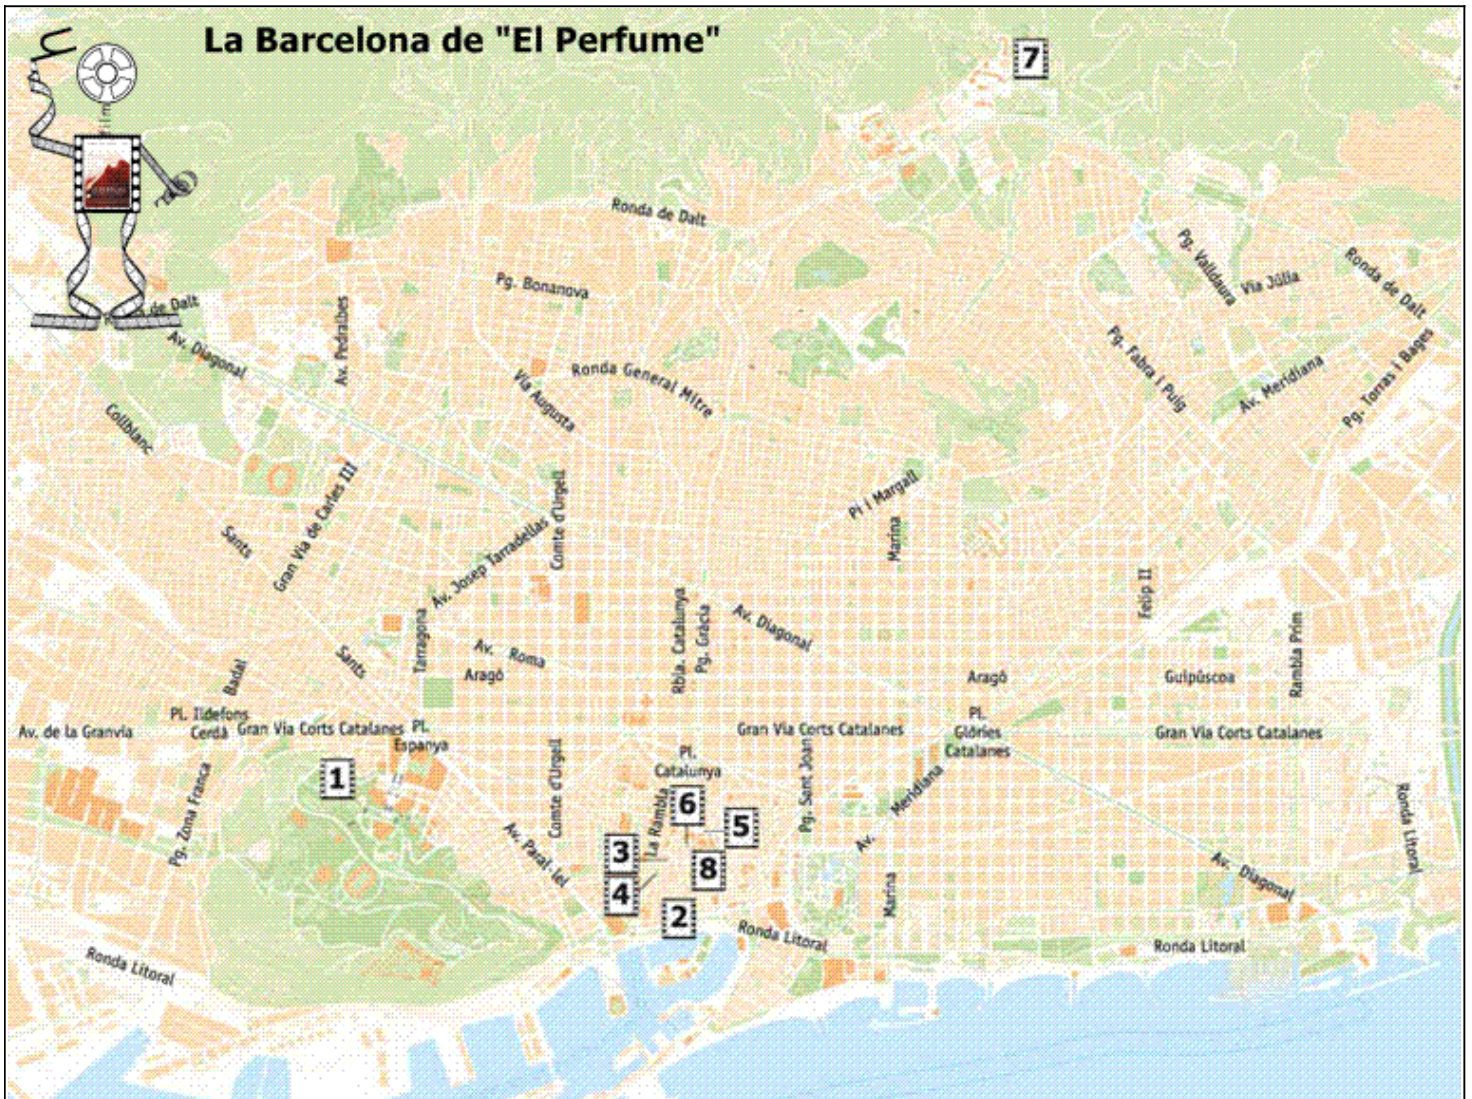 La Barcelona de "El Perfume"
7
film
Ronda de Dalt
Pg. Valldaura
Ronda de Dalt
Via Júlia
Pg. Bonanova
de Dalt
Av. Pedralbes
Av. Diagonal
Pg. Fabra i Puig
Av. Meridiana
Pg. Torras i Bages
Ronda General Mitre
Via Augusta
Collblanc
Gran Via de Carles III
Comte d'Urgell
Pi i Margall
Marina
Sants
Av. Josep Tarradellas
Felip II
Rbla. Catalunya
Pg. Gràcia
Av. Diagonal
Tarragona
Rambla Prim
Av. Roma
Sants
Badal
Aragó
Aragó
Guipúscoa
Pl. Ildefons
Cerdà
Av. de la Granvia
Gran Via Corts Catalanes
Pl.
Espanya
Gran Via Corts Catalanes
Pl.
Glòries
Catalanes
Gran Via Corts Catalanes
Pl.
Catalunya
1
Comte d'Urgell
Pg. Sant Joan
Pg. Zona Franca
Av. Meridiana
La Rambla
6
5
Ronda Litoral
Av. Paral·lel
3
8
4
Marina
Av. Diagonal
2
Ronda Litoral
Ronda Litoral
Ronda Litoral